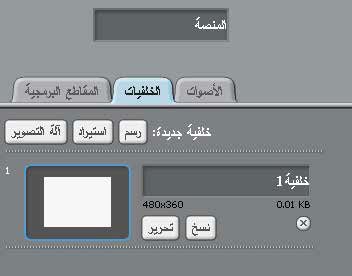 المنصة
المقاطع البرمجية الخلفيات الأصوات
خلفية جديدة: رسم استيراد آلة التصوير
1
خلفية1
480x360 0.01 KB
تحرير نسخ